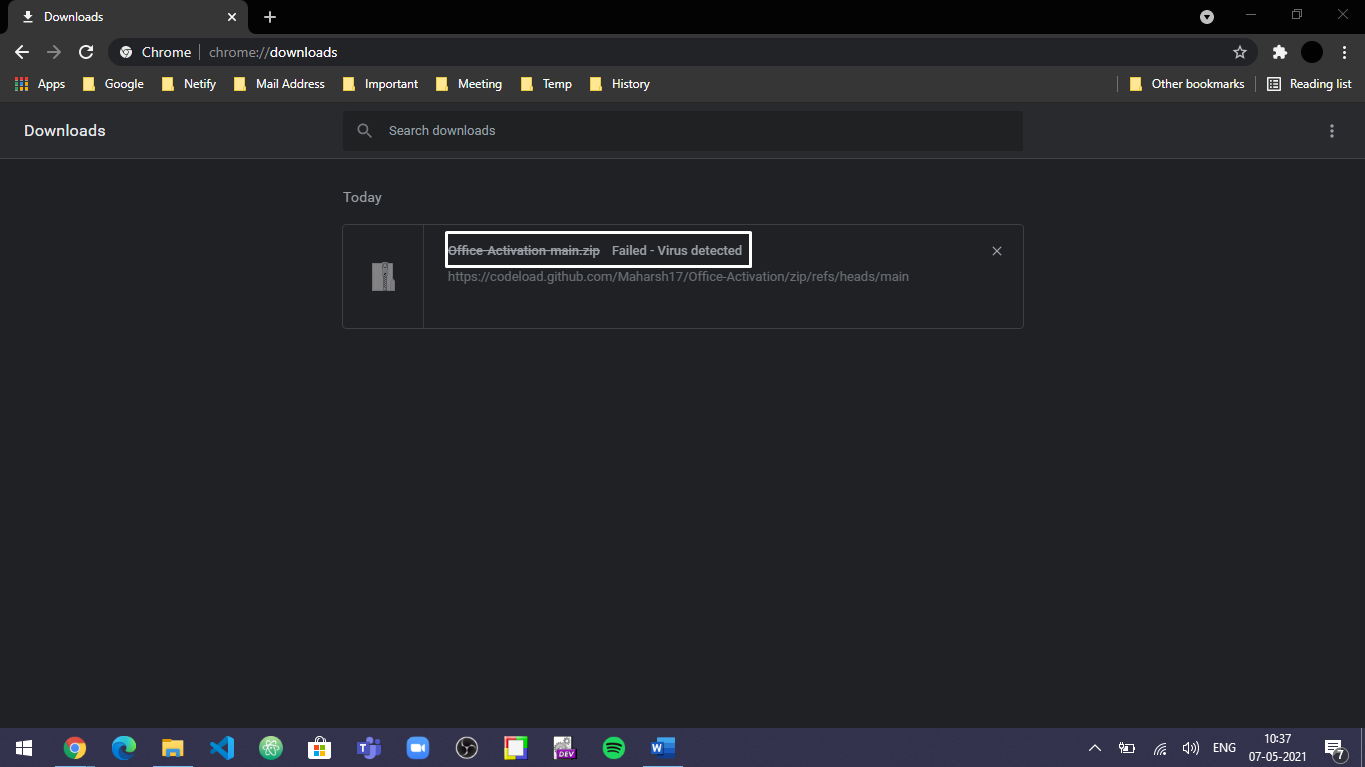 Downloads
Chrome chrome://downloads
Apps Google Netify Mail Address Important Meeting Temp History Other bookmarks Reading list
Downloads Search downloads
Today
Office-Activation-main.zip Failed - Virus detected
https://codeload.github.com/Maharsh17/Office-Activation/zip/refs/heads/main
DEV
ENG
10:37
07-05-2021
7